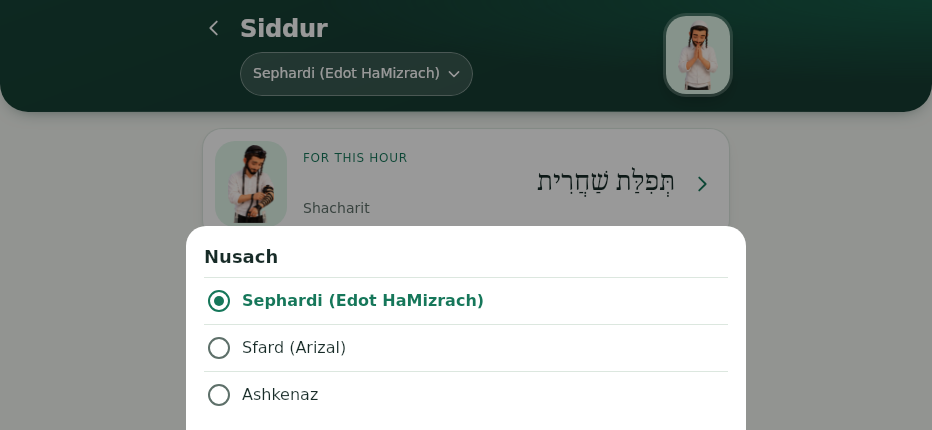 Siddur
Sephardi (Edot HaMizrach)
FOR THIS HOUR
תְּפִלַּת שַׁחֲרִית
Shacharit
Nusach
Sephardi (Edot HaMizrach)
Sfard (Arizal)
Ashkenaz